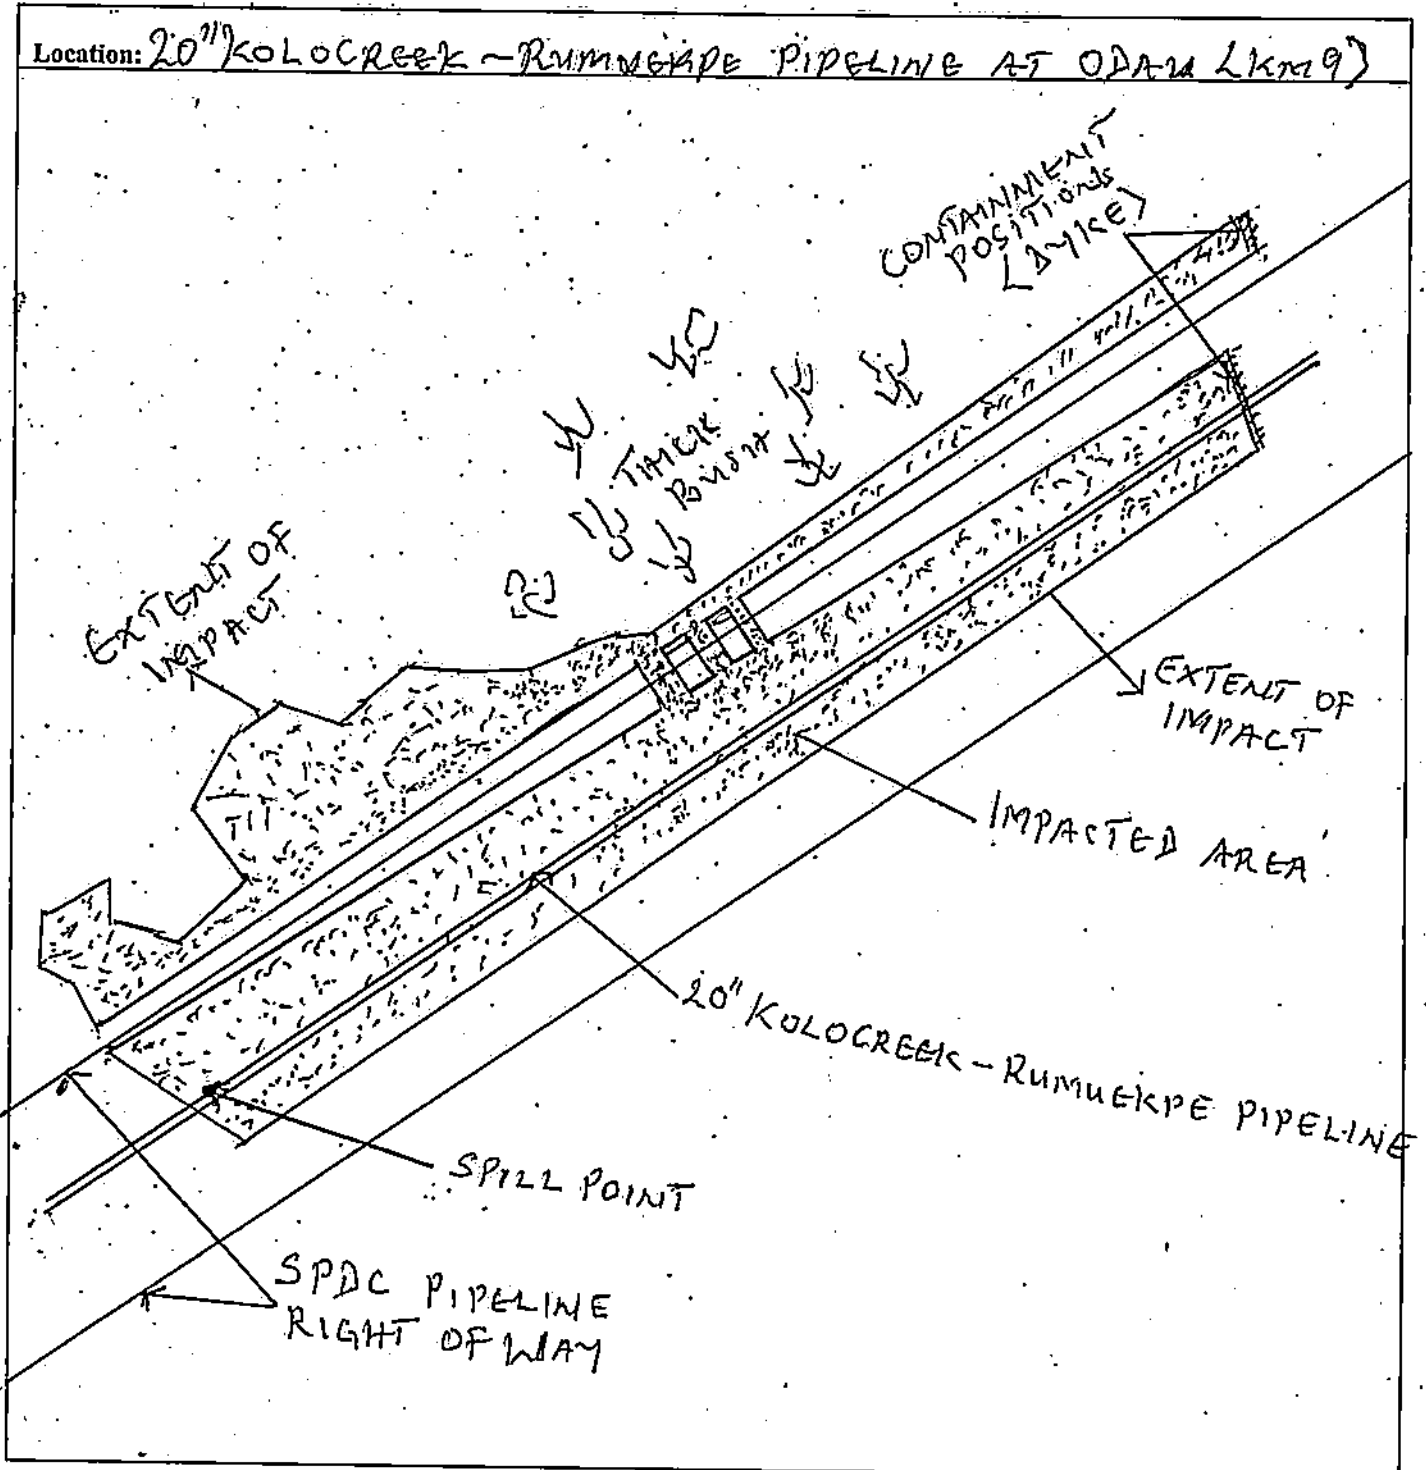 Location: 20" KOLOCREEK - RUMUEKPE PIPELINE AT ODAU (Km 9)
CONTAINMENT
POSITIONS
(DYKE)
THICK
BUSH
EXTENT OF
IMPACT
EXTENT OF
IMPACT
IMPACTED AREA
20" KOLOCREEK - RUMUEKPE PIPELINE
SPILL POINT
SPDC PIPELINE
RIGHT OF WAY